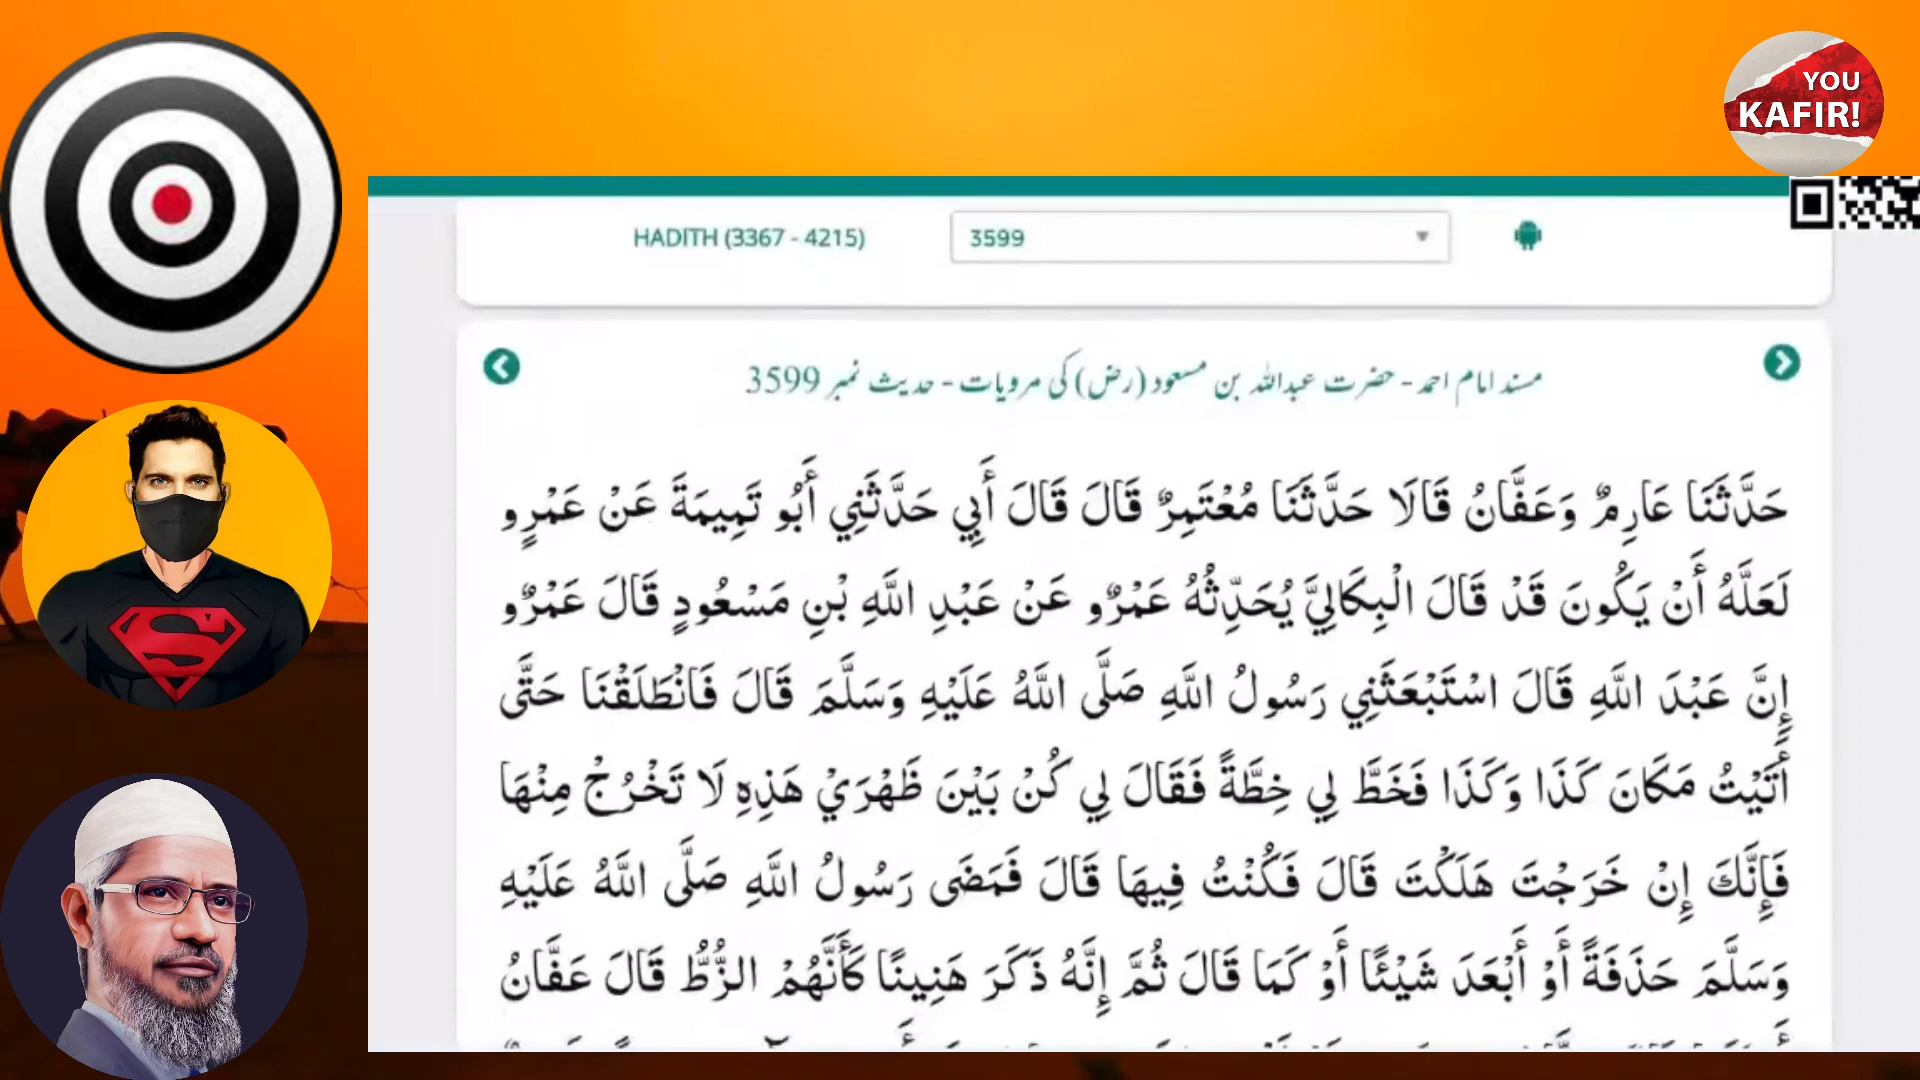 YOU
KAFIR!
HADITH (3367 - 4215)
3599
مسند امام احمد - حضرت عبداللہ بن مسعود (رض) کی مرویات - حدیث نمبر 3599
حَدَّثَنَا عَارِمٌ وَعَفَّانُ قَالَا حَدَّثَنَا مُعْتَمِرٌ قَالَ قَالَ أَبِي حَدَّثَنِي أَبُو تَمِيمَةَ عَنْ عَمْرٍو
لَعَلَّهُ أَنْ يَكُونَ قَدْ قَالَ الْبِكَالِيَّ يُحَدِّثُهُ عَمْرٌو عَنْ عَبْدِ اللَّهِ بْنِ مَسْعُودٍ قَالَ عَمْرٌو
إِنَّ عَبْدَ اللَّهِ قَالَ اسْتَبْعَثَنِي رَسُولُ اللَّهِ صَلَّى اللَّهُ عَلَيْهِ وَسَلَّمَ قَالَ فَانْطَلَقْنَا حَتَّى
أَتَيْتُ مَكَانَ كَذَا وَكَذَا فَخَطَّ لِي خِطَّةً فَقَالَ لِي كُنْ بَيْنَ ظَهْرَيْ هَذِهِ لَا تَخْرُجْ مِنْهَا
فَإِنَّكَ إِنْ خَرَجْتَ هَلَكْتَ قَالَ فَكُنْتُ فِيهَا قَالَ فَمَضَى رَسُولُ اللَّهِ صَلَّى اللَّهُ عَلَيْهِ
وَسَلَّمَ حَذَفَةً أَوْ أَبْعَدَ شَيْئًا أَوْ كَمَا قَالَ ثُمَّ إِنَّهُ ذَكَرَ هَنِينًا كَأَنَّهُمْ الزُّطُّ قَالَ عَفَّانُ